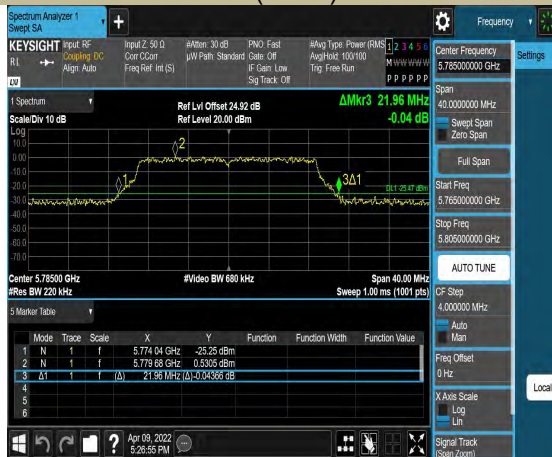 Spectrum Analyzer 1
Swept SA
+
Frequency
KEYSIGHT
RL
Input: RF
Coupling: DC
Align: Auto
Input Z: 50 Ω
Corr CCorr
Freq Ref: Int (S)
#Atten: 30 dB
µW Path: Standard
PNO: Fast
Gate: Off
IF Gain: Low
Sig Track: Off
#Avg Type: Power (RMS
Avg|Hold: 100/100
Trig: Free Run
1 2 3 4 5 6
M W W W W W
P P P P P P
LXI
1 Spectrum
Scale/Div 10 dB
Ref Lvl Offset 24.92 dB
Ref Level 20.00 dBm
ΔMkr3 21.96 MHz
-0.04 dB
Log
10.0
0.00
-10.0
-20.0
-30.0
-40.0
-50.0
-60.0
-70.0
1
2
3Δ1
DL1 -25.47 dBm
Center 5.78500 GHz
#Res BW 220 kHz
#Video BW 680 kHz
Span 40.00 MHz
Sweep 1.00 ms (1001 pts)
5 Marker Table
Mode Trace Scale X Y Function Function Width Function Value
1 N 1 f 5.774 04 GHz -25.25 dBm
2 N 1 f 5.779 68 GHz 0.5305 dBm
3 Δ1 1 f (Δ) 21.96 MHz (Δ) -0.04366 dB
4
5
6
?
Apr 09, 2022
5:26:55 PM
Center Frequency
5.785000000 GHz
Settings
Span
40.0000000 MHz
Swept Span
Zero Span
Full Span
Start Freq
5.765000000 GHz
Stop Freq
5.805000000 GHz
AUTO TUNE
CF Step
4.000000 MHz
Auto
Man
Freq Offset
0 Hz
X Axis Scale
Log
Lin
Local
Signal Track
(Span Zoom)